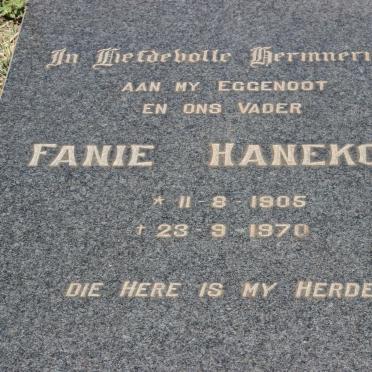 In Liefdevolle Hermneri
AAN MY EGGENOOT
EN ONS VADER
FANIE HANEKO
* 11-8-1905
† 23-9-1970
DIE HERE IS MY HERDE